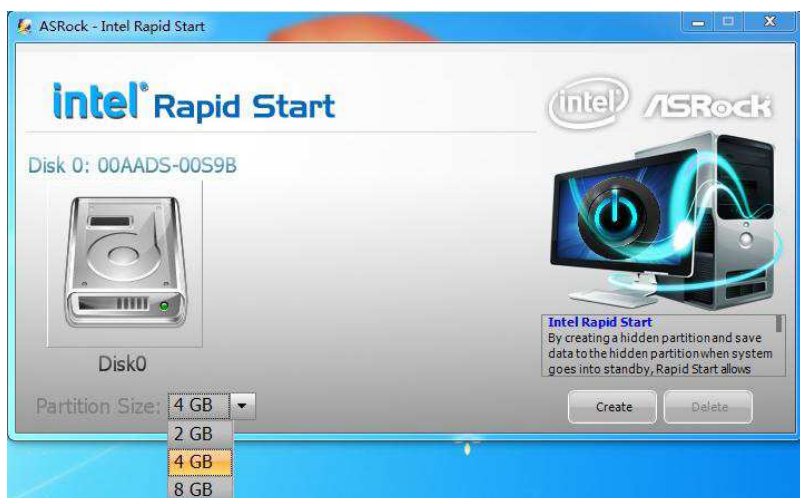 ASRock - Intel Rapid Start
intel® Rapid Start
intel® ASRock
Disk 0: 00AADS-00S9B
Disk0
Intel Rapid Start
By creating a hidden partition and save
data to the hidden partition when system
goes into standby, Rapid Start allows
Partition Size: 4 GB
2 GB
4 GB
8 GB
Create Delete